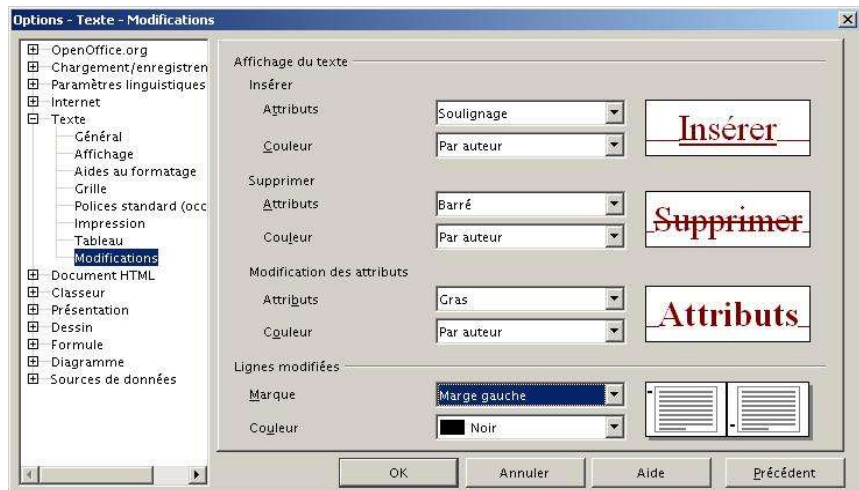 Options - Texte - Modifications
OpenOffice.org
Chargement/enregistren
Paramètres linguistiques
Internet
Texte
Général
Affichage
Aides au formatage
Grille
Polices standard (occ
Impression
Tableau
Modifications
Document HTML
Classeur
Présentation
Dessin
Formule
Diagramme
Sources de données
Affichage du texte
Insérer
Attributs Soulignage
Couleur Par auteur
Insérer
Supprimer
Attributs Barré
Couleur Par auteur
Supprimer
Modification des attributs
Attributs Gras
Couleur Par auteur
Attributs
Lignes modifiées
Marque Marge gauche
Couleur Noir
OK Annuler Aide Précédent